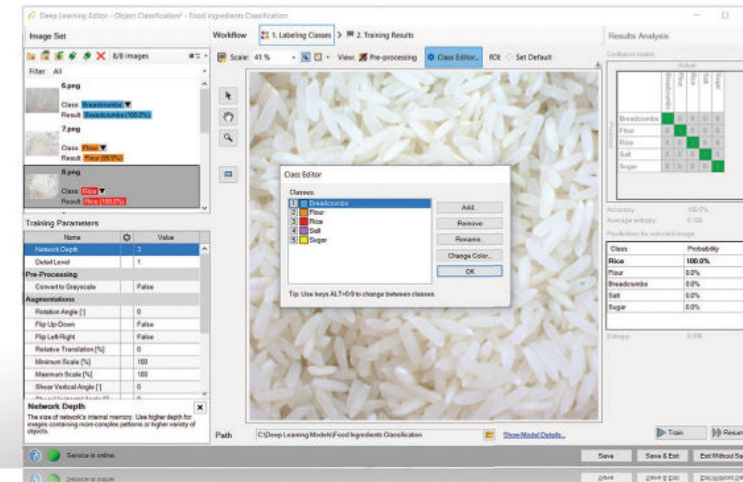 Deep Learning Editor - Object Classification* - Food Ingredients Classification
Image Set
Workflow
1. Labeling Classes > 2. Training Results
Results Analysis
8/8 images
Scale: 41 %
View: Pre-processing
Class Editor...
ROI: Set Default
Confusion matrix
Filter All
Actual
6.png
Class: Breadcrumbs
Result: Breadcrumbs (100.0%)
7.png
Class: Flour
Result: Flour (99.9%)
8.png
Class: Rice
Result: Rice (100.0%)
Breadcrumbs Flour Rice Salt Sugar
Predicted
Breadcrumbs
Flour
Rice
Salt
Sugar
Class Editor
Classes:
1 Breadcrumbs
2 Flour
3 Rice
4 Salt
5 Sugar
Add...
Remove
Rename...
Change Color...
OK
Tip: Use keys ALT+0-9 to change between classes.
Accuracy 100.0%
Average entropy
Predictions for selected image
Class Probability
Rice 100.0%
Flour 0.0%
Breadcrumbs 0.0%
Salt 0.0%
Sugar 0.0%
Entropy
Training Parameters
Name Value
Network Depth 3
Detail Level 1
Pre-Processing
Convert to Grayscale False
Augmentations
Rotation Angle [°] 0
Flip Up-Down False
Flip Left-Right False
Relative Translation [%] 0
Minimum Scale [%] 100
Maximum Scale [%] 100
Shear Vertical Angle [°] 0
Network Depth
The size of network's internal memory. Use higher depth for
images containing more complex patterns or higher variety of
objects.
Path C:\Deep Learning Models\Food Ingredients Classification
Show Model Details...
Train
Service is online.
Save
Save & Exit